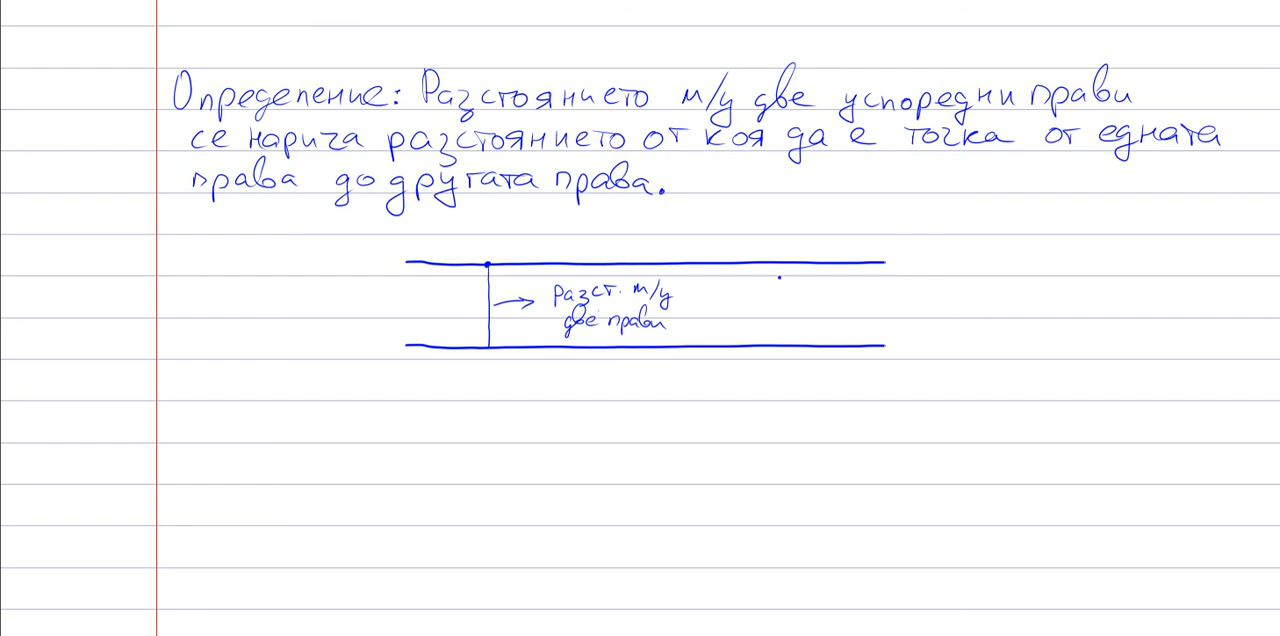 Определение: Разстоянието м/у две успоредни прави
се нарича разстоянието от коя да е точка от едната
права до другата права.
Разст. м/у
две прави